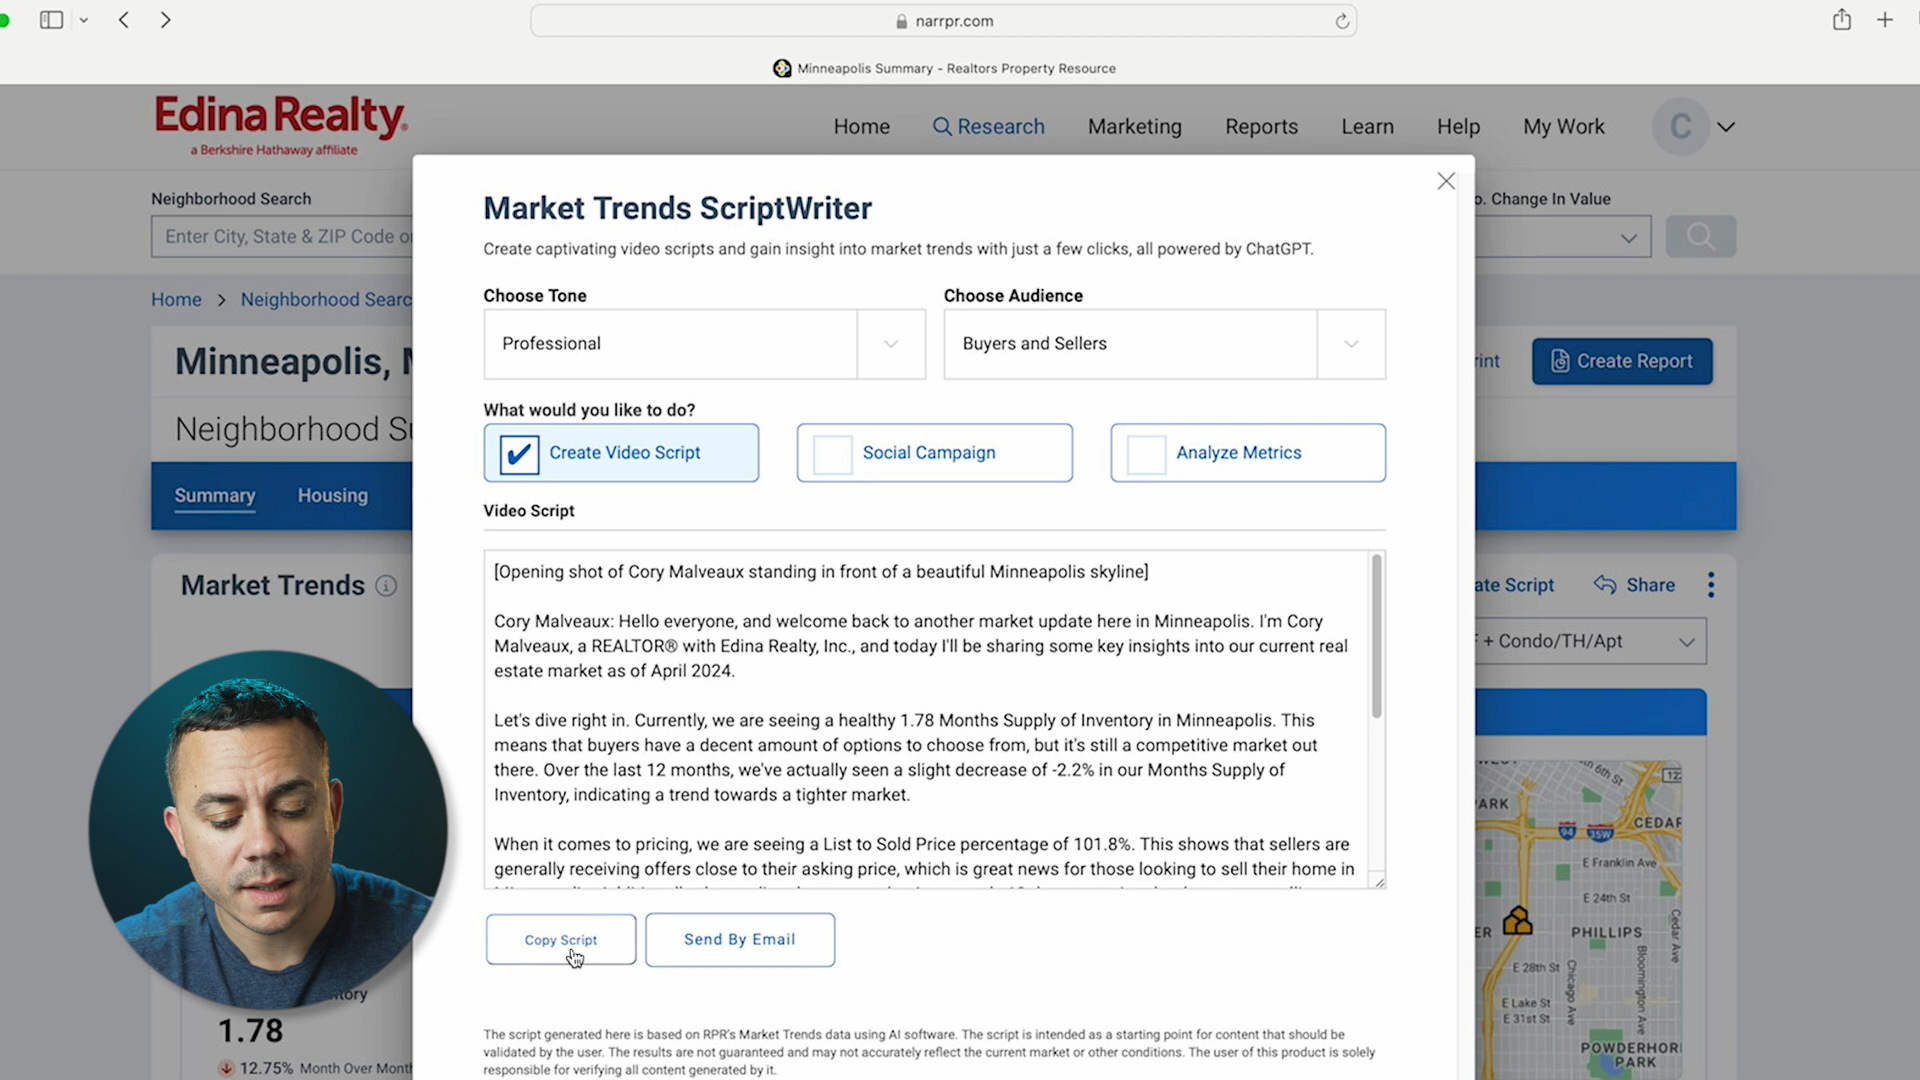 narrpr.com
Minneapolis Summary - Realtors Property Resource
Edina Realty®
a Berkshire Hathaway affiliate
Home
Research
Marketing
Reports
Learn
Help
My Work
C
Neighborhood Search
Enter City, State & ZIP Code
o. Change In Value
Home > Neighborhood Searc
Minneapolis,
rint
Create Report
Neighborhood
Summary
Housing
Market Trends
ate Script
Share
+ Condo/TH/Apt
Market Trends ScriptWriter
Create captivating video scripts and gain insight into market trends with just a few clicks, all powered by ChatGPT.
Choose Tone
Choose Audience
Professional
Buyers and Sellers
What would you like to do?
Create Video Script
Social Campaign
Analyze Metrics
Video Script
[Opening shot of Cory Malveaux standing in front of a beautiful Minneapolis skyline]
Cory Malveaux: Hello everyone, and welcome back to another market update here in Minneapolis. I'm Cory
Malveaux, a REALTOR® with Edina Realty, Inc., and today I'll be sharing some key insights into our current real
estate market as of April 2024.
Let's dive right in. Currently, we are seeing a healthy 1.78 Months Supply of Inventory in Minneapolis. This
means that buyers have a decent amount of options to choose from, but it's still a competitive market out
there. Over the last 12 months, we've actually seen a slight decrease of -2.2% in our Months Supply of
Inventory, indicating a trend towards a tighter market.
When it comes to pricing, we are seeing a List to Sold Price percentage of 101.8%. This shows that sellers are
generally receiving offers close to their asking price, which is great news for those looking to sell their home in
Copy Script
Send By Email
The script generated here is based on RPR's Market Trends data using AI software. The script is intended as a starting point for content that should be
validated by the user. The results are not guaranteed and may not accurately reflect the current market or other conditions. The user of this product is solely
responsible for verifying all content generated by it.
ntory
1.78
12.75% Month Over Mont
6th St
122
ARK
94
35W
CEDAR
E Franklin Ave
E 24th St
PHILLIPS
Cedar Ave
E 28th St
Chicago Ave
Bloomington Ave
E Lake St
E 31st St
POWDERHOR
PARK